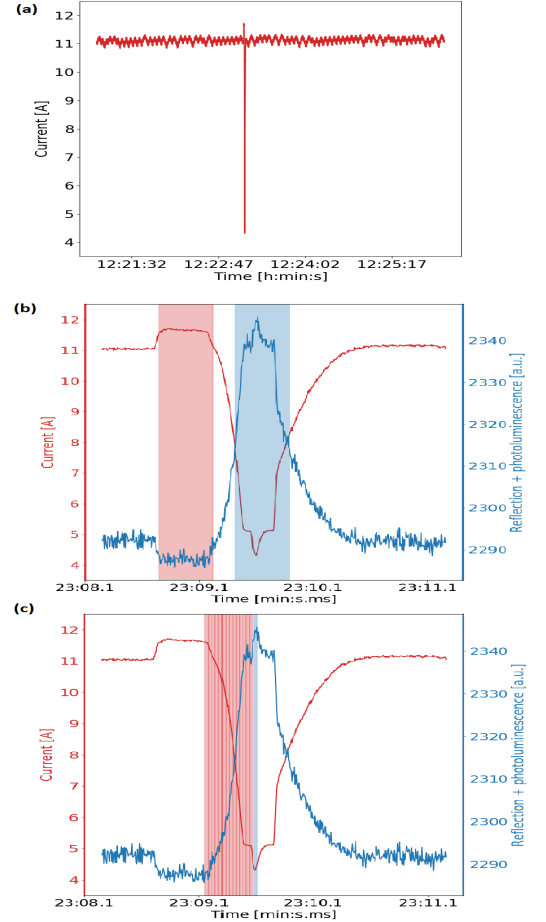 (a)
12
11
10
9
8
7
6
5
4
Current [A]
12:21:32 12:22:47 12:24:02 12:25:17
Time [h:min:s]
(b)
12
11
10
9
8
7
6
5
4
Current [A]
2340
2330
2320
2310
2300
2290
Reflection + photoluminescence [a.u.]
23:08.1 23:09.1 23:10.1 23:11.1
Time [min:s.ms]
(c)
12
11
10
9
8
7
6
5
4
Current [A]
2340
2330
2320
2310
2300
2290
Reflection + photoluminescence [a.u.]
23:08.1 23:09.1 23:10.1 23:11.1
Time [min:s.ms]